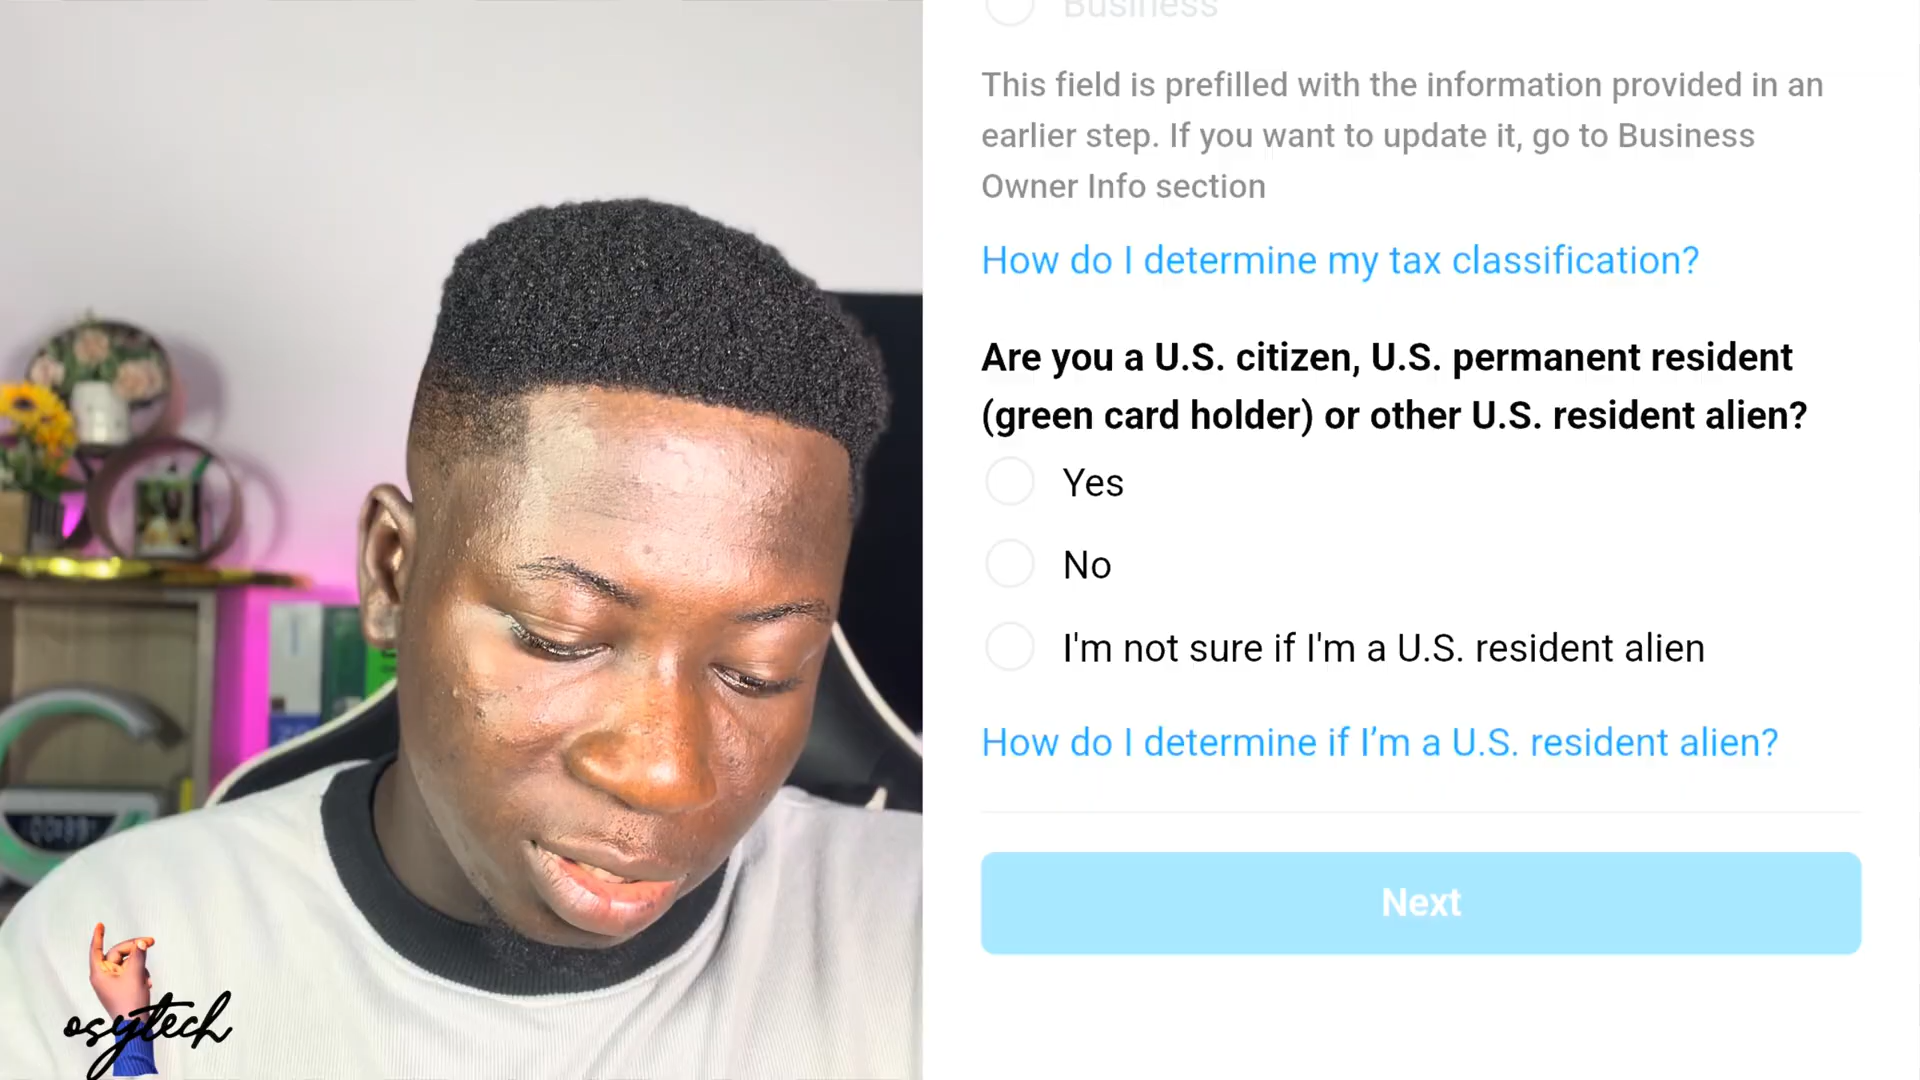 Business
This field is prefilled with the information provided in an
earlier step. If you want to update it, go to Business
Owner Info section
How do I determine my tax classification?
Are you a U.S. citizen, U.S. permanent resident
(green card holder) or other U.S. resident alien?
Yes
No
I'm not sure if I'm a U.S. resident alien
How do I determine if I’m a U.S. resident alien?
Next
osytech